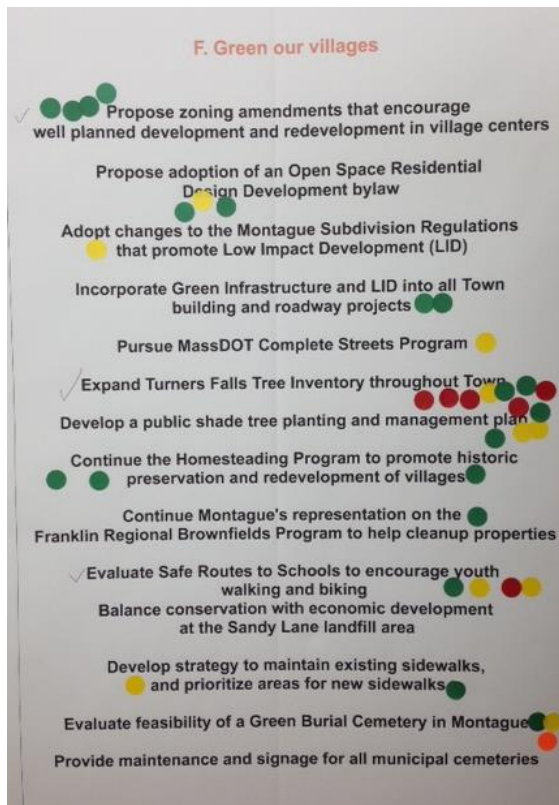 F. Green our villages
Propose zoning amendments that encourage
well planned development and redevelopment in village centers
Propose adoption of an Open Space Residential
Design Development bylaw
Adopt changes to the Montague Subdivision Regulations
that promote Low Impact Development (LID)
Incorporate Green Infrastructure and LID into all Town
building and roadway projects
Pursue MassDOT Complete Streets Program
Expand Turners Falls Tree Inventory throughout Town
Develop a public shade tree planting and management plan
Continue the Homesteading Program to promote historic
preservation and redevelopment of villages
Continue Montague's representation on the
Franklin Regional Brownfields Program to help cleanup properties
Evaluate Safe Routes to Schools to encourage youth
walking and biking
Balance conservation with economic development
at the Sandy Lane landfill area
Develop strategy to maintain existing sidewalks,
and prioritize areas for new sidewalks
Evaluate feasibility of a Green Burial Cemetery in Montague
Provide maintenance and signage for all municipal cemeteries